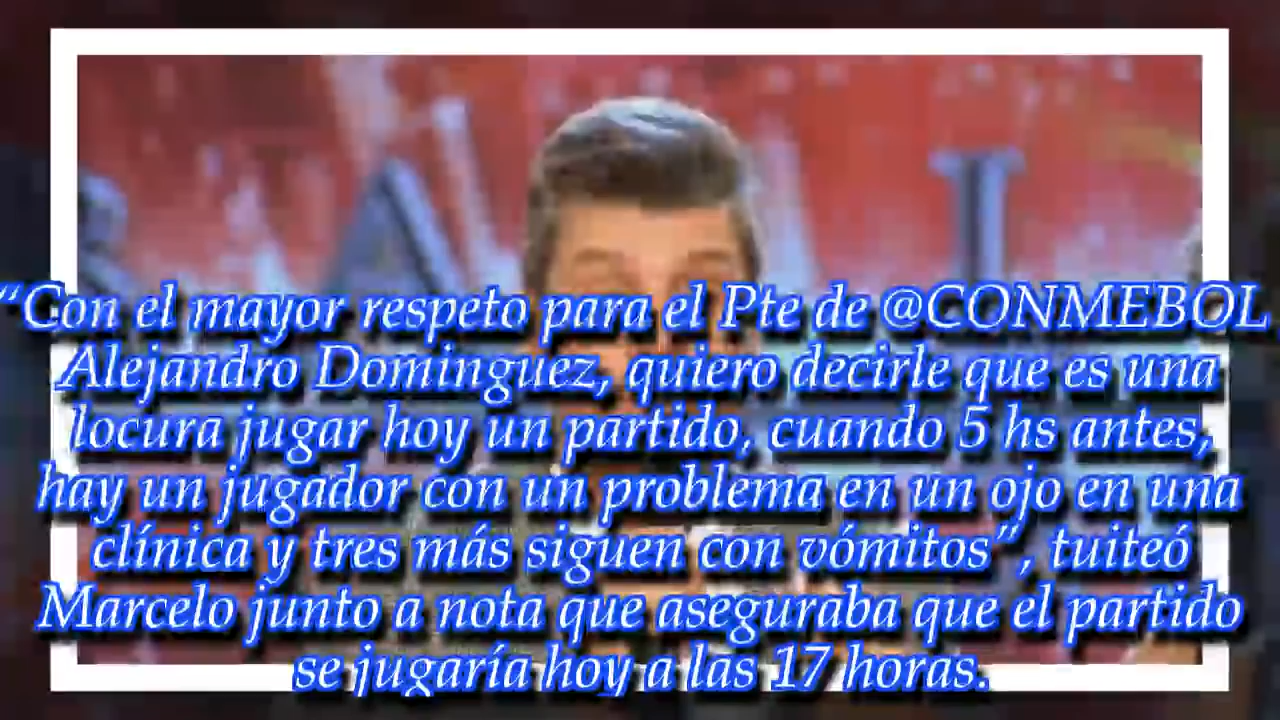 “Con el mayor respeto para el Pte de @CONMEBOL
Alejandro Dominguez, quiero decirle que es una
locura jugar hoy un partido, cuando 5 hs antes,
hay un jugador con un problema en un ojo en una
clínica y tres más siguen con vómitos”, tuiteó
Marcelo junto a nota que aseguraba que el partido
se jugaría hoy a las 17 horas.